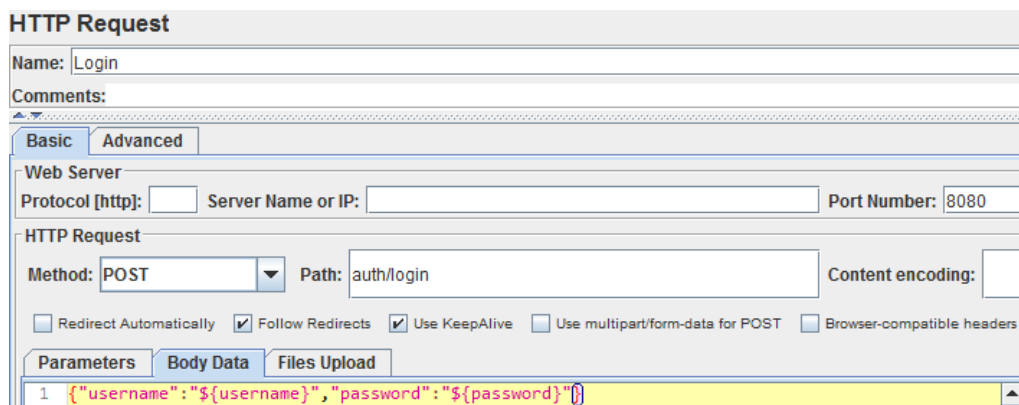 HTTP Request
Name: Login
Comments:
Basic Advanced
Web Server
Protocol [http]: Server Name or IP: Port Number: 8080
HTTP Request
Method: POST Path: auth/login Content encoding:
Redirect Automatically Follow Redirects Use KeepAlive Use multipart/form-data for POST Browser-compatible headers
Parameters Body Data Files Upload
1 {"username":"${username}","password":"${password}"}